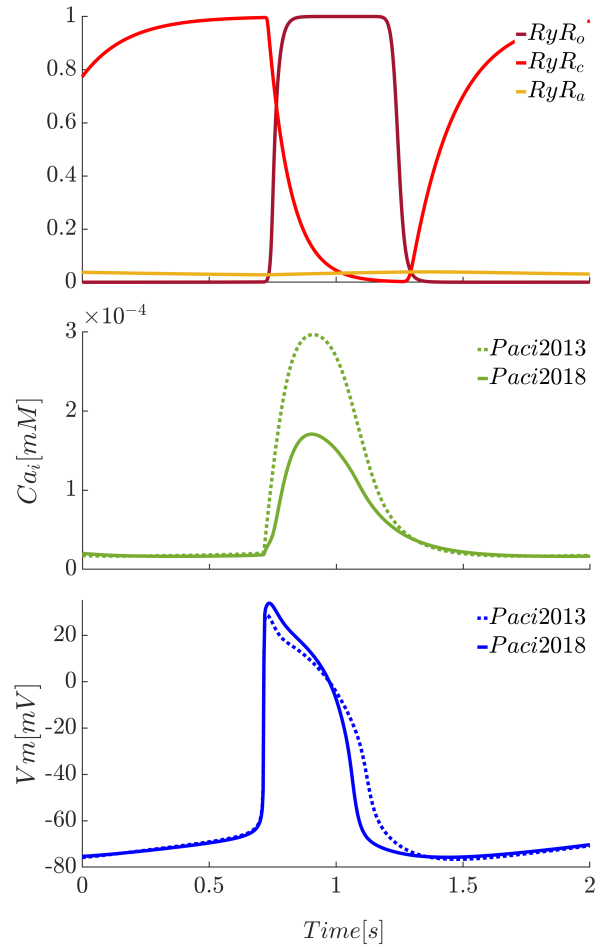 1
0.8
0.6
0.4
0.2
0
RyR_o
RyR_c
RyR_a
×10⁻⁴
3
2
1
0
Ca_i[mM]
Paci2013
Paci2018
20
0
-20
-40
-60
-80
Vm[mV]
Paci2013
Paci2018
0 0.5 1 1.5 2
Time[s]